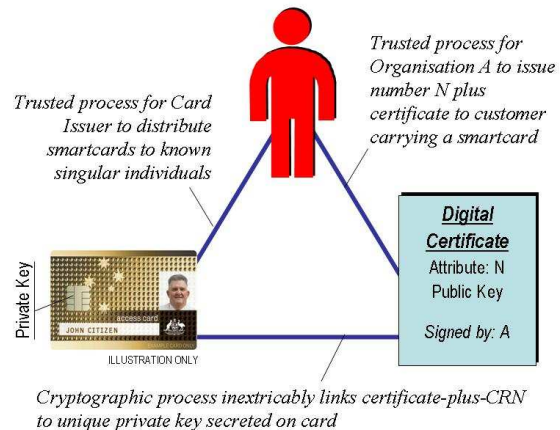 Trusted process for
Organisation A to issue
number N plus
certificate to customer
carrying a smartcard
Trusted process for Card
Issuer to distribute
smartcards to known
singular individuals
Digital
Certificate
Attribute: N
Public Key
Signed by: A
Private Key
access card
JOHN CITIZEN
ILLUSTRATION ONLY
Cryptographic process inextricably links certificate-plus-CRN
to unique private key secreted on card